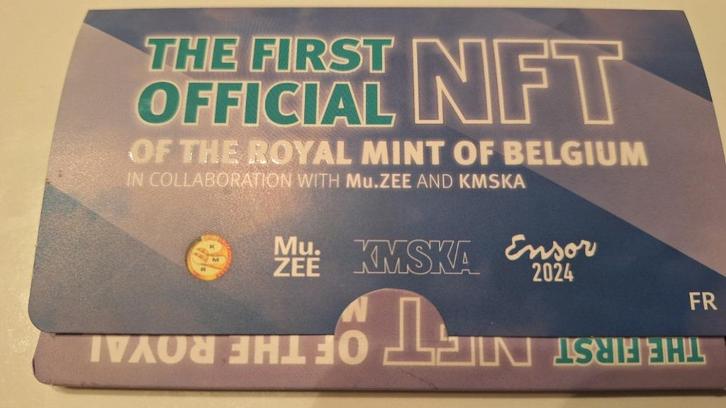 THE FIRST
OFFICIAL NFT
OF THE ROYAL MINT OF BELGIUM
IN COLLABORATION WITH Mu.ZEE AND KMSKA
K
M
R
Mu.
ZEE
KMSKA
Ensor
2024
FR
THE FIRST
NFT
OF THE ROYAL M